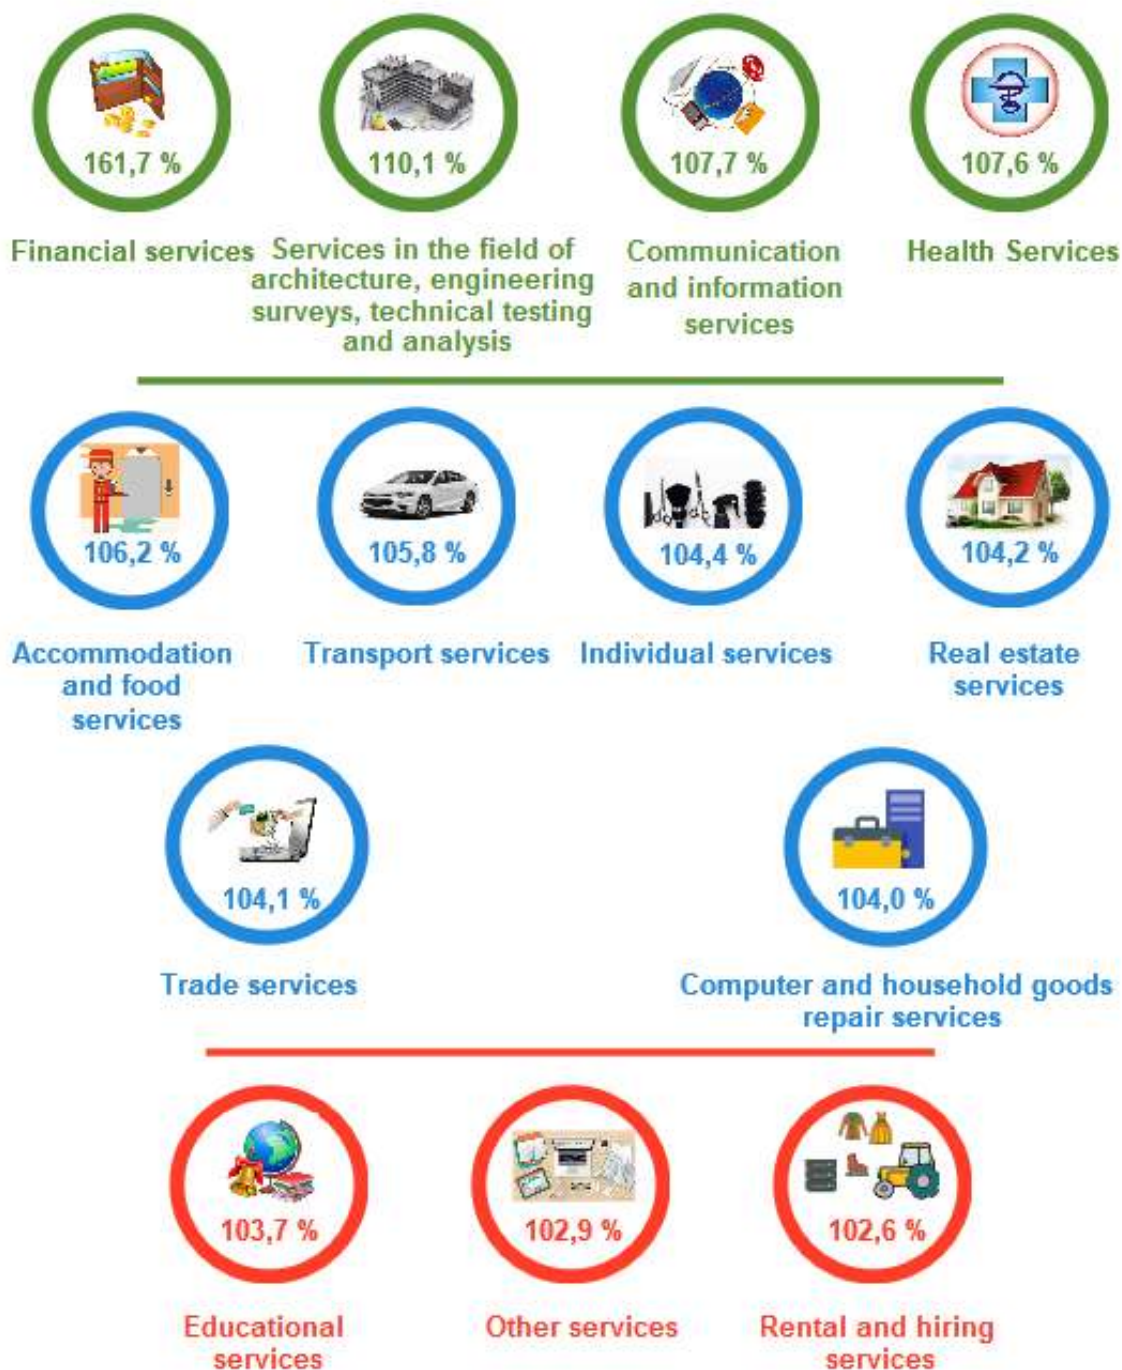 161,7 %
110,1 %
107,7 %
107,6 %
Financial services
Services in the field of
architecture, engineering
surveys, technical testing
and analysis
Communication
and information
services
Health Services
106,2 %
105,8 %
104,4 %
104,2 %
Accommodation
and food
services
Transport services
Individual services
Real estate
services
104,1 %
104,0 %
Trade services
Computer and household goods
repair services
103,7 %
102,9 %
102,6 %
Educational
services
Other services
Rental and hiring
services